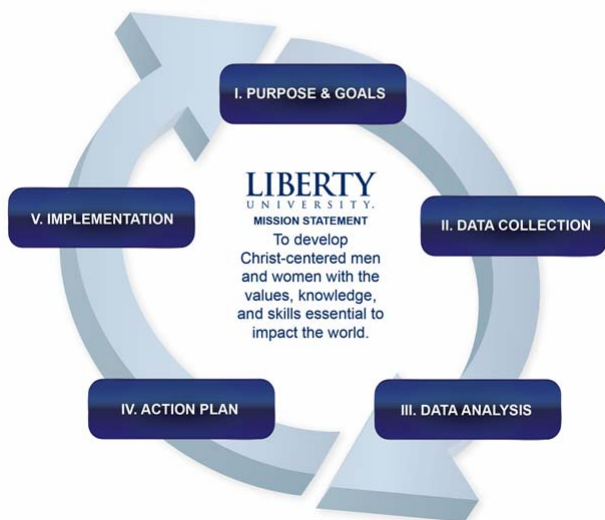 I. PURPOSE & GOALS
LIBERTY
UNIVERSITY.
MISSION STATEMENT
To develop
Christ-centered men
and women with the
values, knowledge,
and skills essential to
impact the world.
II. DATA COLLECTION
III. DATA ANALYSIS
IV. ACTION PLAN
V. IMPLEMENTATION